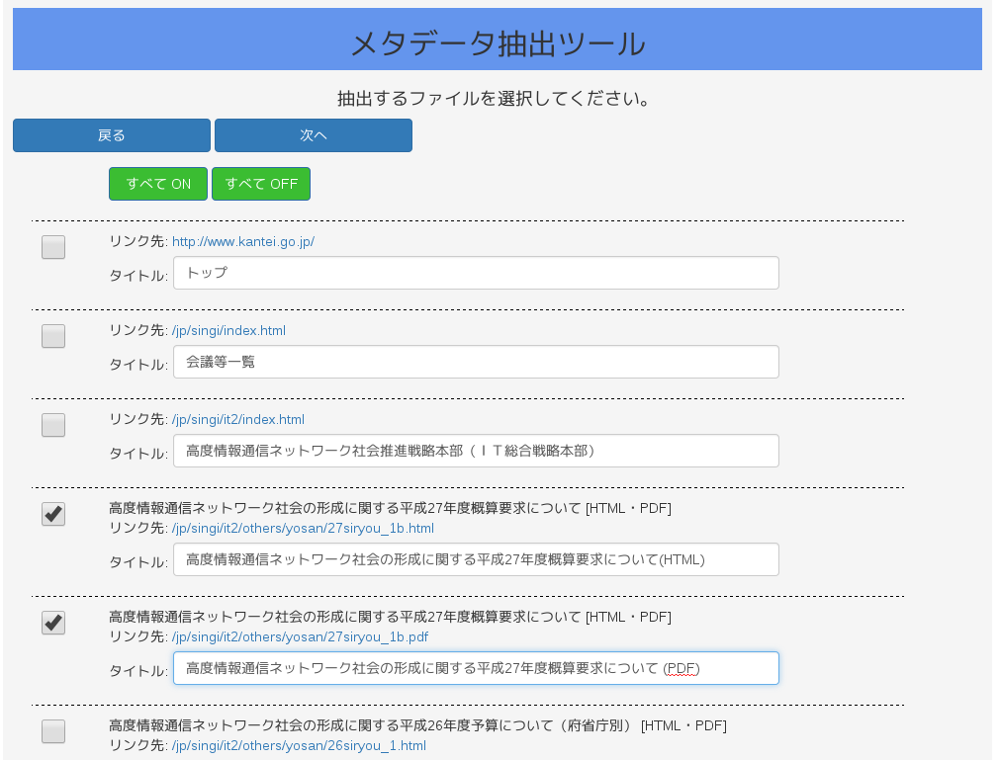 メタデータ抽出ツール
抽出するファイルを選択してください。
戻る 次へ
すべて ON すべて OFF
リンク先: http://www.kantei.go.jp/
タイトル: トップ
リンク先: /jp/singi/index.html
タイトル: 会議等一覧
リンク先: /jp/singi/it2/index.html
タイトル: 高度情報通信ネットワーク社会推進戦略本部（ＩＴ総合戦略本部）
高度情報通信ネットワーク社会の形成に関する平成27年度概算要求について [HTML・PDF]
リンク先: /jp/singi/it2/others/yosan/27siryou_1b.html
タイトル: 高度情報通信ネットワーク社会の形成に関する平成27年度概算要求について(HTML)
高度情報通信ネットワーク社会の形成に関する平成27年度概算要求について [HTML・PDF]
リンク先: /jp/singi/it2/others/yosan/27siryou_1b.pdf
タイトル: 高度情報通信ネットワーク社会の形成に関する平成27年度概算要求について (PDF)
高度情報通信ネットワーク社会の形成に関する平成26年度予算について（府省庁別） [HTML・PDF]
リンク先: /jp/singi/it2/others/yosan/26siryou_1.html